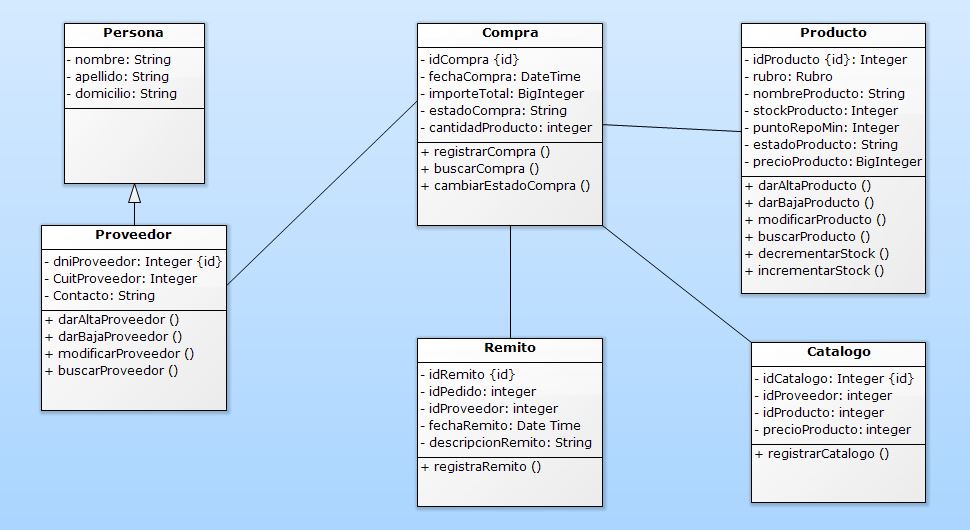 Persona
- nombre: String
- apellido: String
- domicilio: String
Proveedor
- dniProveedor: Integer {id}
- CuitProveedor: Integer
- Contacto: String
+ darAltaProveedor ()
+ darBajaProveedor ()
+ modificarProveedor ()
+ buscarProveedor ()
Compra
- idCompra {id}
- fechaCompra: DateTime
- importeTotal: BigInteger
- estadoCompra: String
- cantidadProducto: integer
+ registrarCompra ()
+ buscarCompra ()
+ cambiarEstadoCompra ()
Remito
- idRemito {id}
- idPedido: integer
- idProveedor: integer
- fechaRemito: Date Time
- descripcionRemito: String
+ registraRemito ()
Producto
- idProducto {id}: Integer
- rubro: Rubro
- nombreProducto: String
- stockProducto: Integer
- puntoRepoMin: Integer
- estadoProducto: String
- precioProducto: BigInteger
+ darAltaProducto ()
+ darBajaProducto ()
+ modificarProducto ()
+ buscarProducto ()
+ decrementarStock ()
+ incrementarStock ()
Catalogo
- idCatalogo: Integer {id}
- idProveedor: integer
- idProducto: integer
- precioProducto: integer
+ registrarCatalogo ()